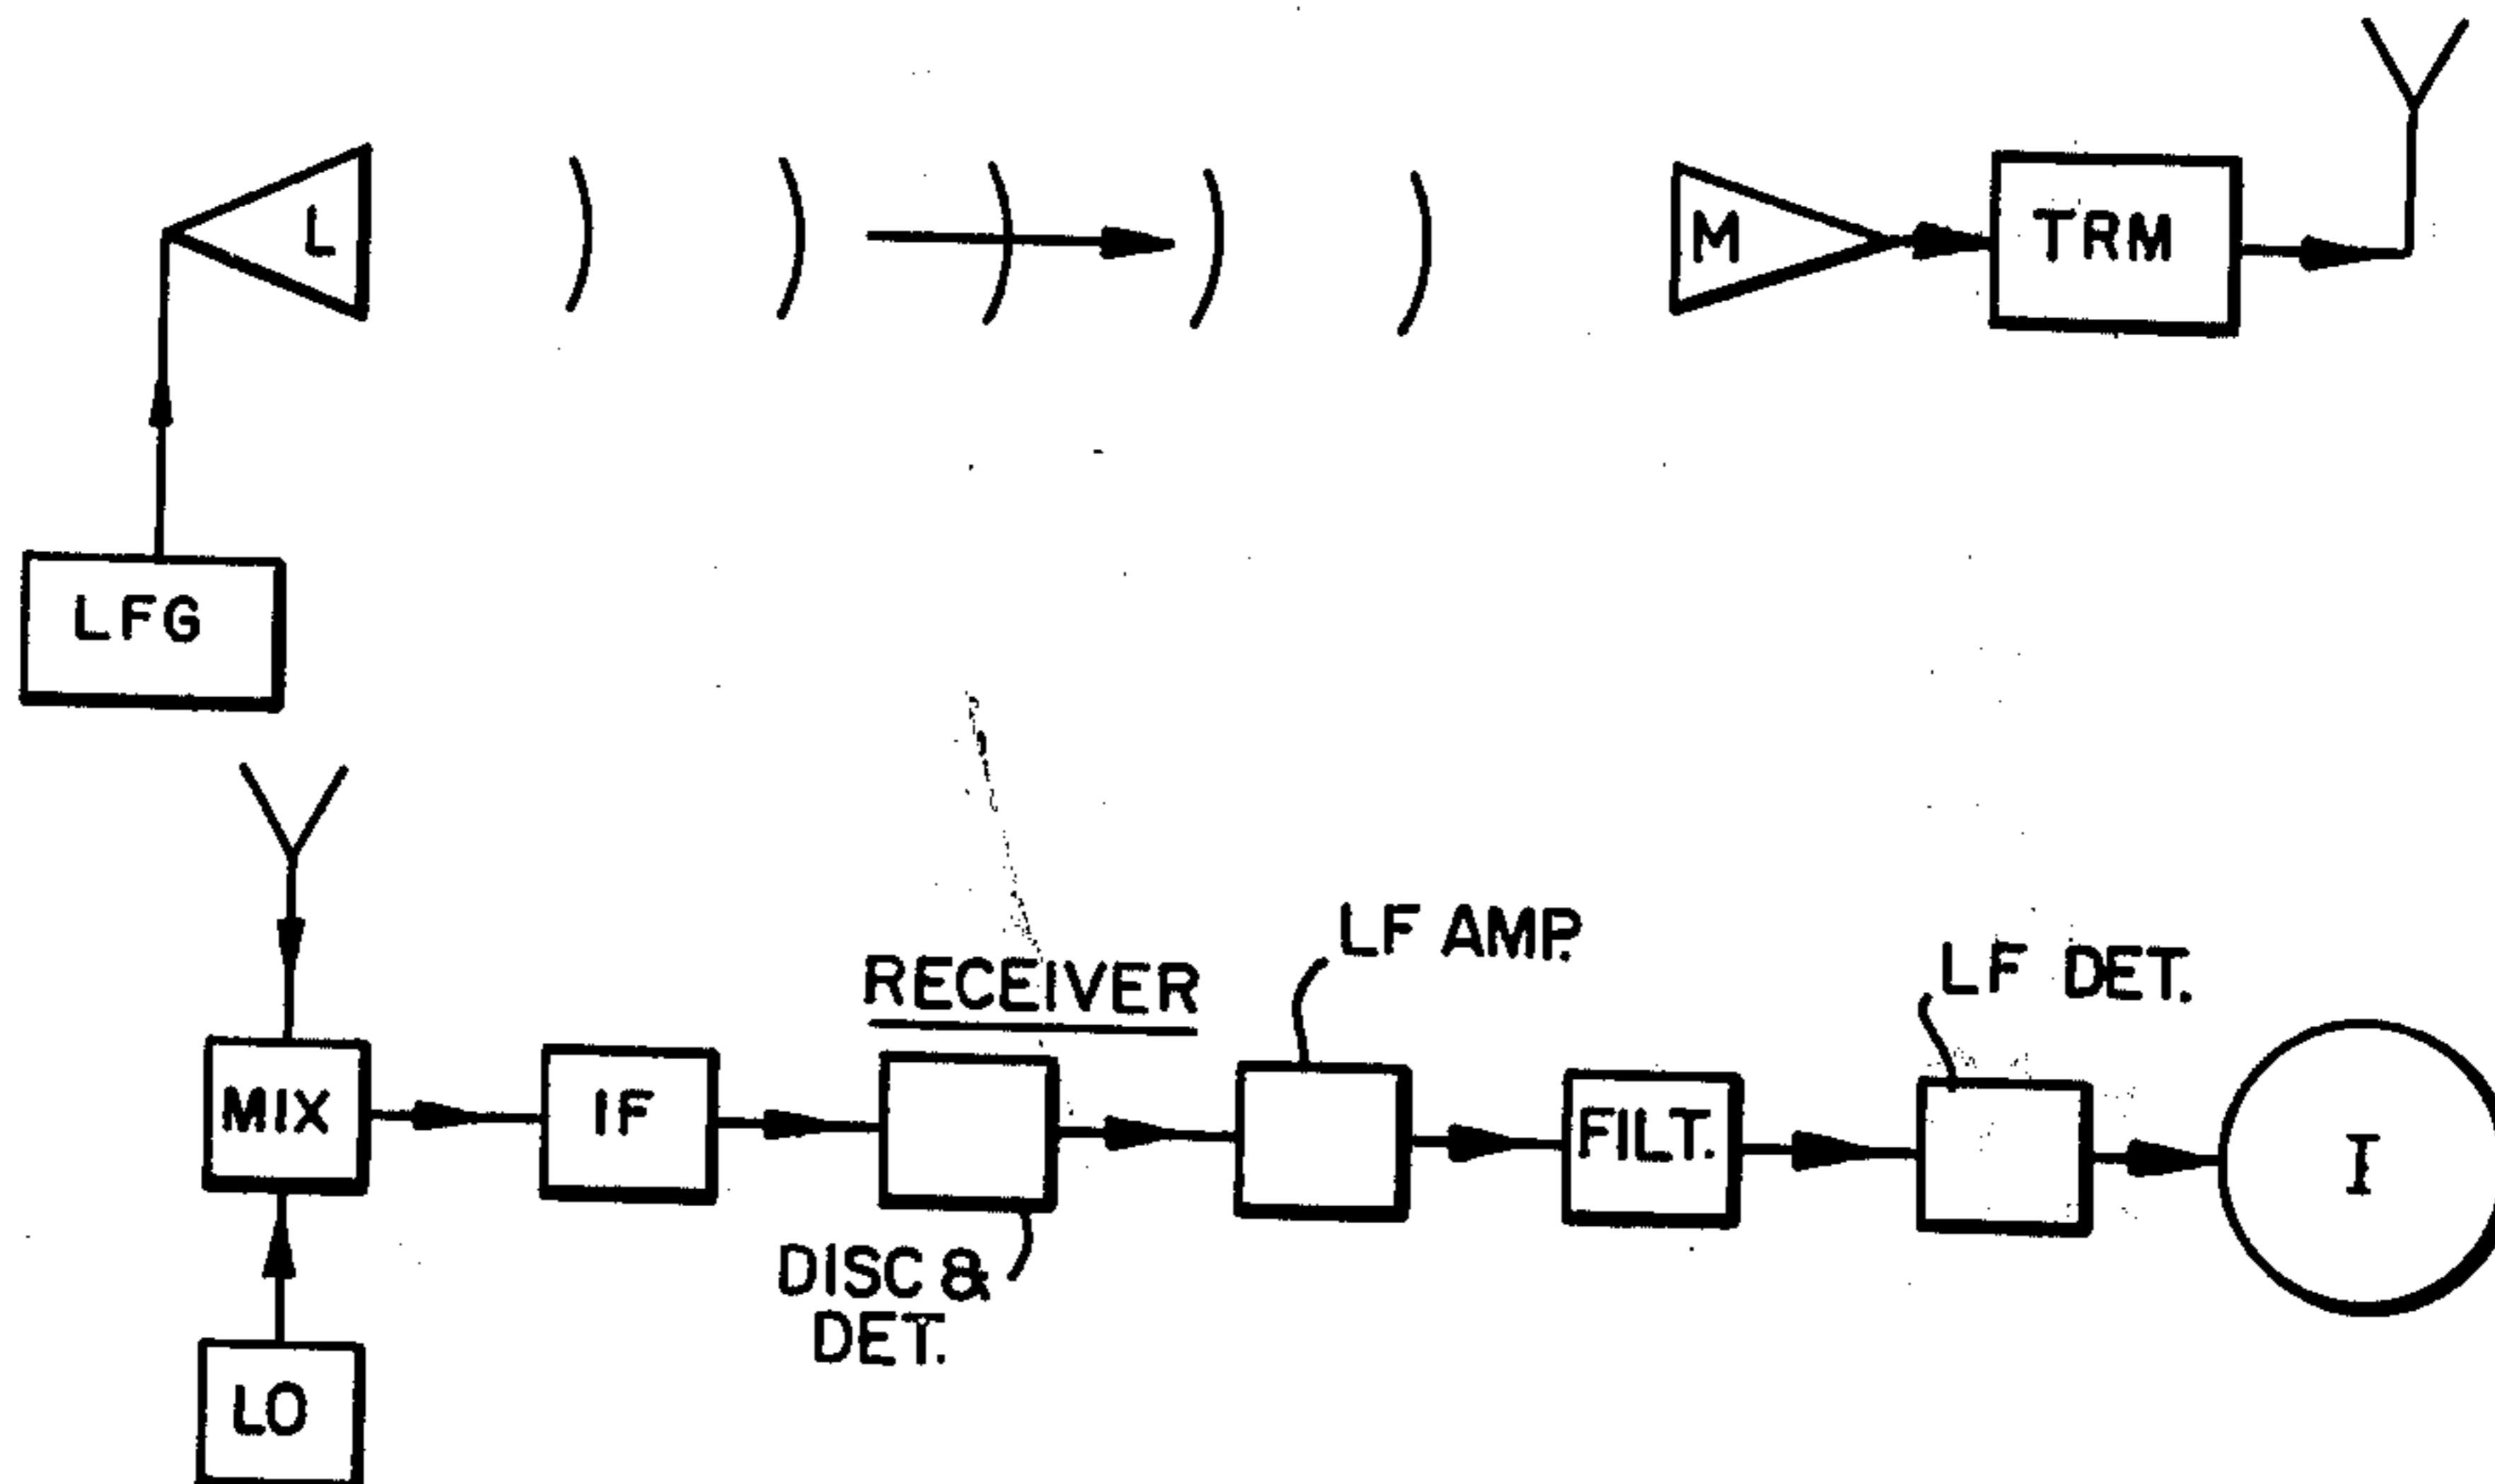 L
M
TRM
LFG
LF AMP.
RECEIVER
LF DET.
MIX
IF
FILT.
I
DISC &
DET.
LO